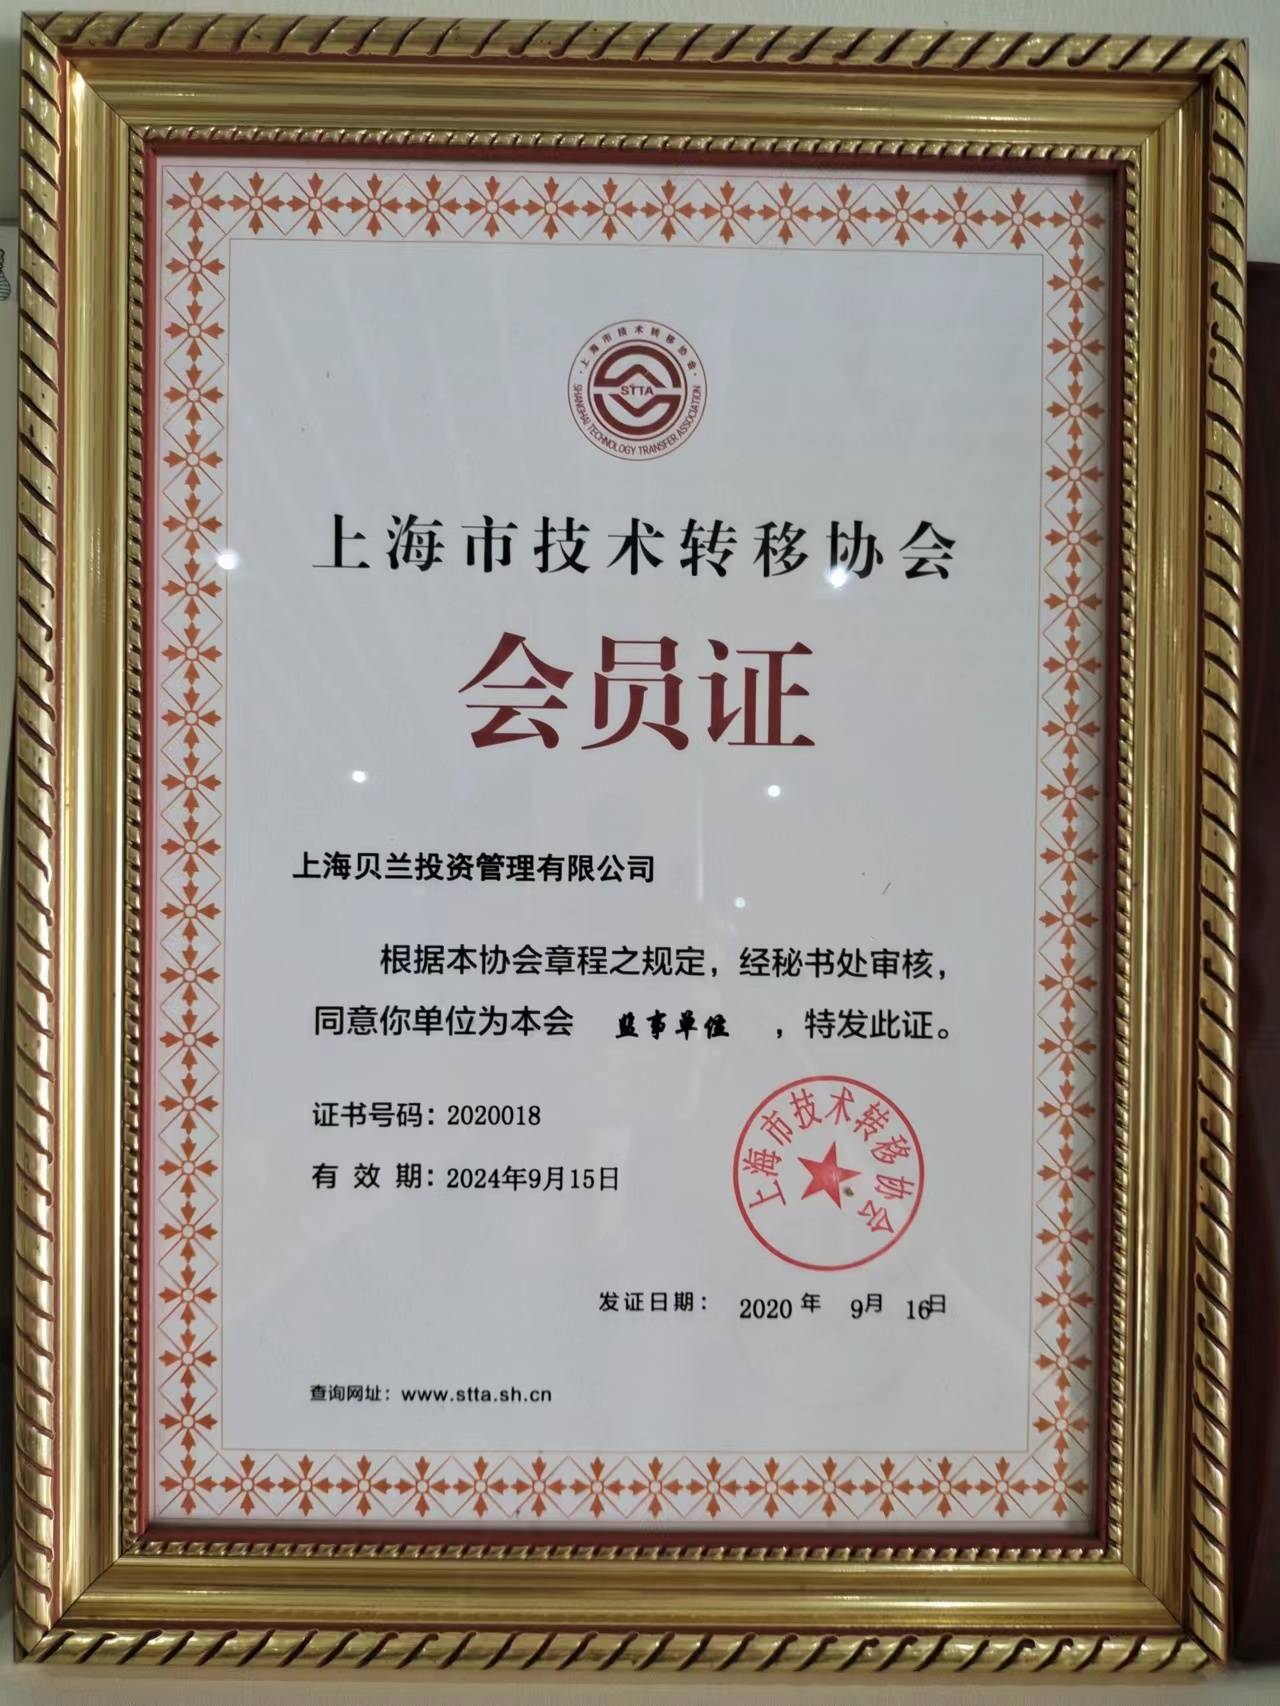 ·上海市技术转移协会·
STTA
SHANGHAI TECHNOLOGY TRANSFER ASSOCIATION
上海市技术转移协会
会员证
上海贝兰投资管理有限公司
根据本协会章程之规定，经秘书处审核，
同意你单位为本会 监事单位 ，特发此证。
证书号码：2020018
有 效 期：2024年9月15日
上海市技术转移协会
发证日期： 2020 年 9月 16日
查询网址：www.stta.sh.cn